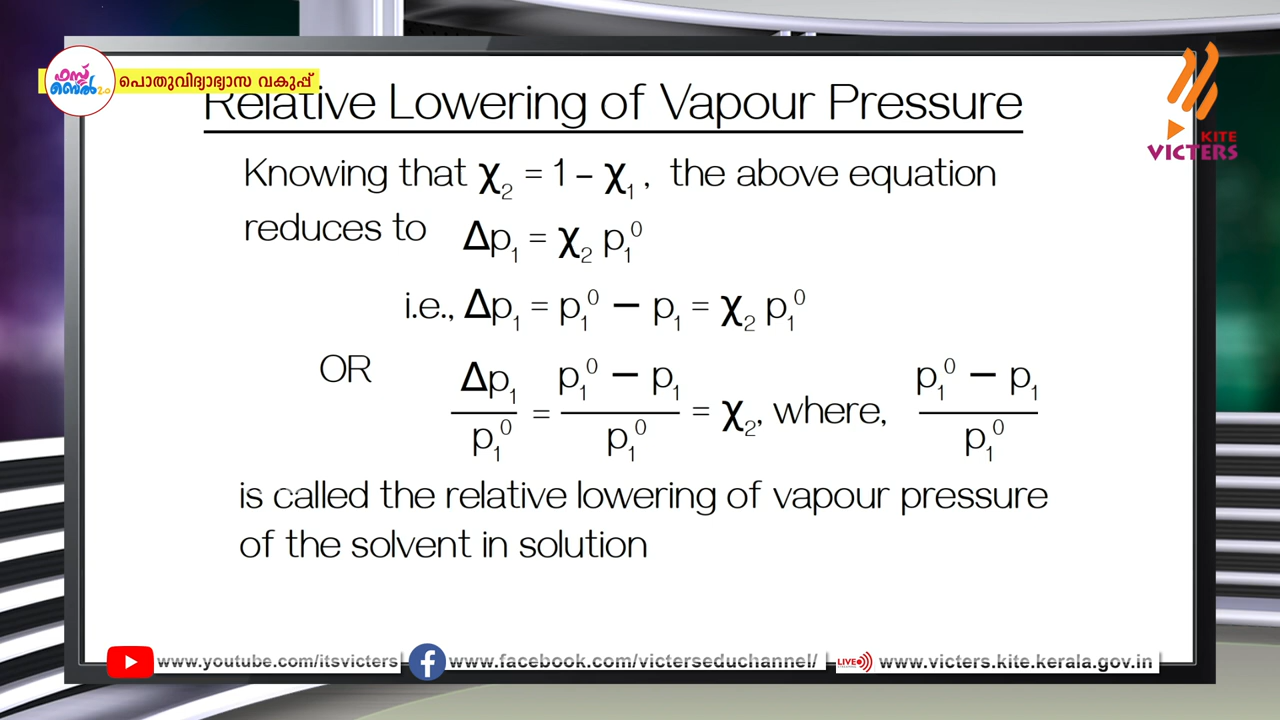 ഫസ്റ്റ്
ബെൽ 2.0
പൊതുവിദ്യാഭ്യാസ വകുപ്പ്
KITE
VICTERS
Relative Lowering of Vapour Pressure
Knowing that χ₂ = 1 – χ₁ , the above equation
reduces to Δp₁ = χ₂ p₁⁰
i.e., Δp₁ = p₁⁰ − p₁ = χ₂ p₁⁰
OR Δp₁ / p₁⁰ = (p₁⁰ − p₁) / p₁⁰ = χ₂, where, (p₁⁰ − p₁) / p₁⁰
is called the relative lowering of vapour pressure
of the solvent in solution
www.youtube.com/itsvicters
www.facebook.com/victerseduchannel/
LIVE www.victers.kite.kerala.gov.in